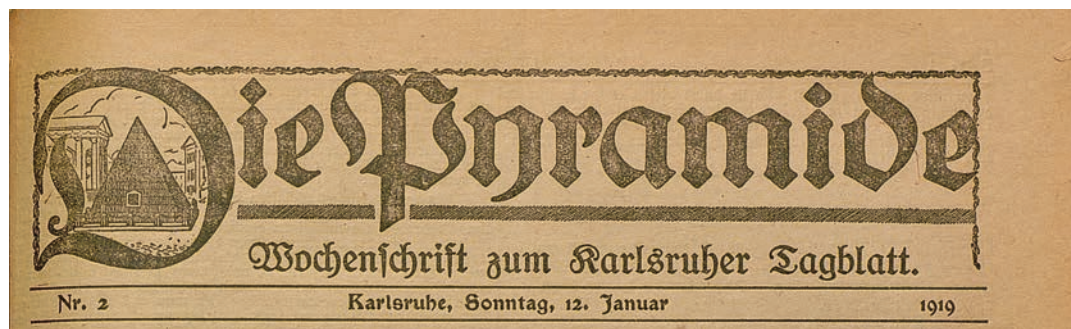 Die Pyramide
Wochenschrift zum Karlsruher Tagblatt.
Nr. 2 Karlsruhe, Sonntag, 12. Januar 1919